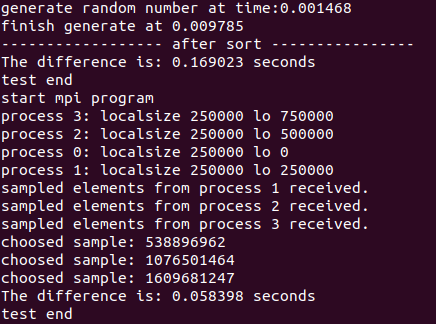 generate random number at time:0.001468
finish generate at 0.009785
------------------ after sort ----------------
The difference is: 0.169023 seconds
test end
start mpi program
process 3: localsize 250000 lo 750000
process 2: localsize 250000 lo 500000
process 0: localsize 250000 lo 0
process 1: localsize 250000 lo 250000
sampled elements from process 1 received.
sampled elements from process 2 received.
sampled elements from process 3 received.
choosed sample: 538896962
choosed sample: 1076501464
choosed sample: 1609681247
The difference is: 0.058398 seconds
test end